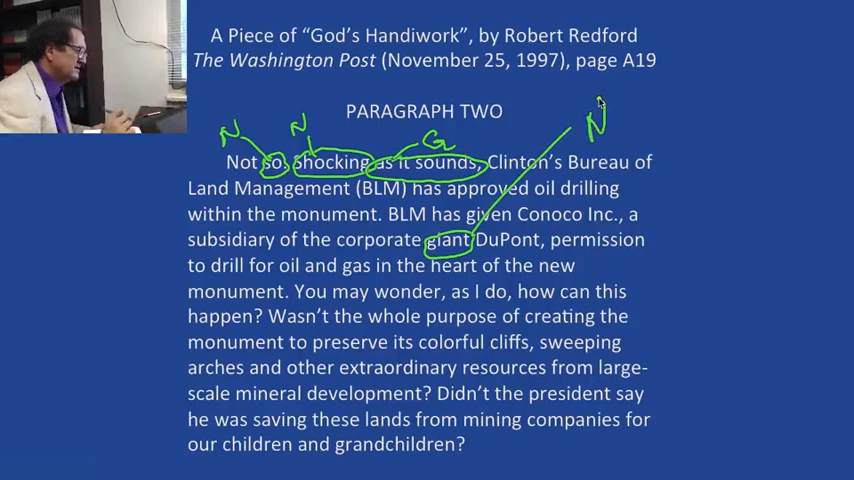 A Piece of “God’s Handiwork”, by Robert Redford
The Washington Post (November 25, 1997), page A19
PARAGRAPH TWO
N
N
G
N
Not so! Shocking as it sounds, Clinton’s Bureau of
Land Management (BLM) has approved oil drilling
within the monument. BLM has given Conoco Inc., a
subsidiary of the corporate giant DuPont, permission
to drill for oil and gas in the heart of the new
monument. You may wonder, as I do, how can this
happen? Wasn’t the whole purpose of creating the
monument to preserve its colorful cliffs, sweeping
arches and other extraordinary resources from large-
scale mineral development? Didn’t the president say
he was saving these lands from mining companies for
our children and grandchildren?